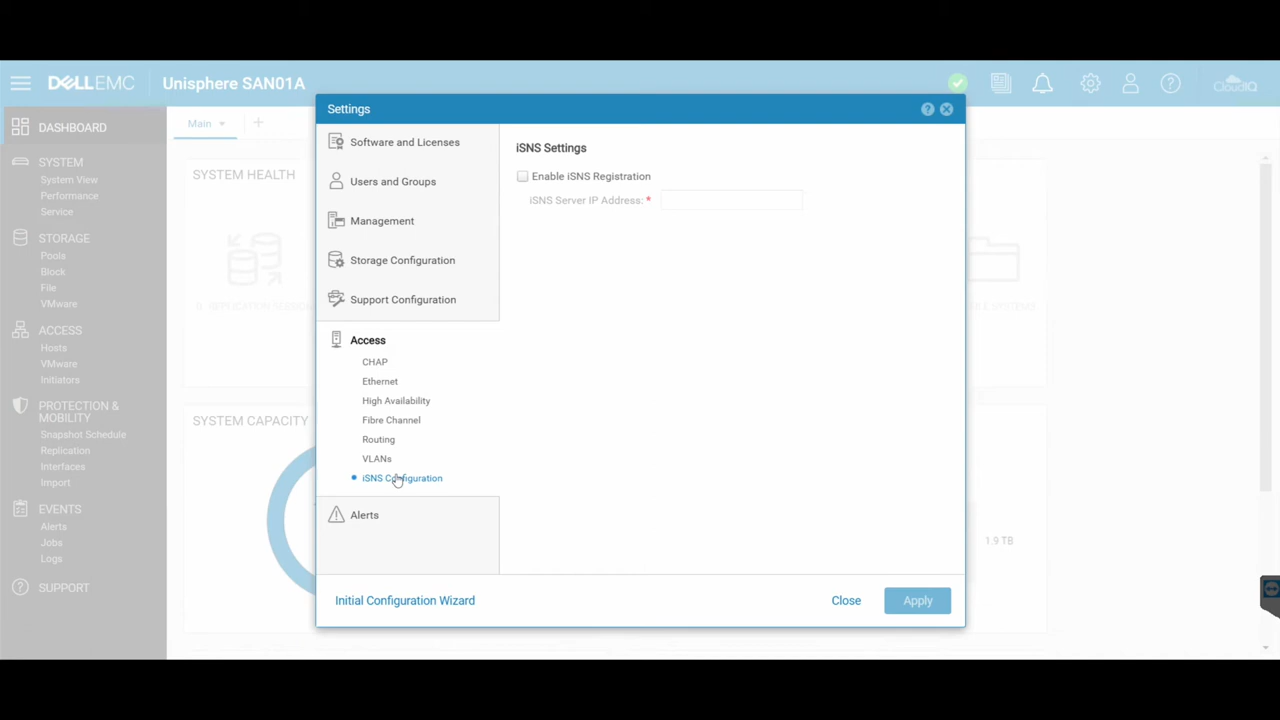 DELLEMC Unisphere SAN01A CloudIQ
DASHBOARD
SYSTEM
System View
Performance
Service
STORAGE
Pools
Block
File
VMware
ACCESS
Hosts
VMware
Initiators
PROTECTION &
MOBILITY
Snapshot Schedule
Replication
Interfaces
Import
EVENTS
Alerts
Jobs
Logs
SUPPORT
Main
SYSTEM HEALTH
SYSTEM CAPACITY
1.9 TB
Settings
Software and Licenses
Users and Groups
Management
Storage Configuration
Support Configuration
Access
CHAP
Ethernet
High Availability
Fibre Channel
Routing
VLANs
iSNS Configuration
Alerts
iSNS Settings
Enable iSNS Registration
iSNS Server IP Address: *
Initial Configuration Wizard
Close
Apply